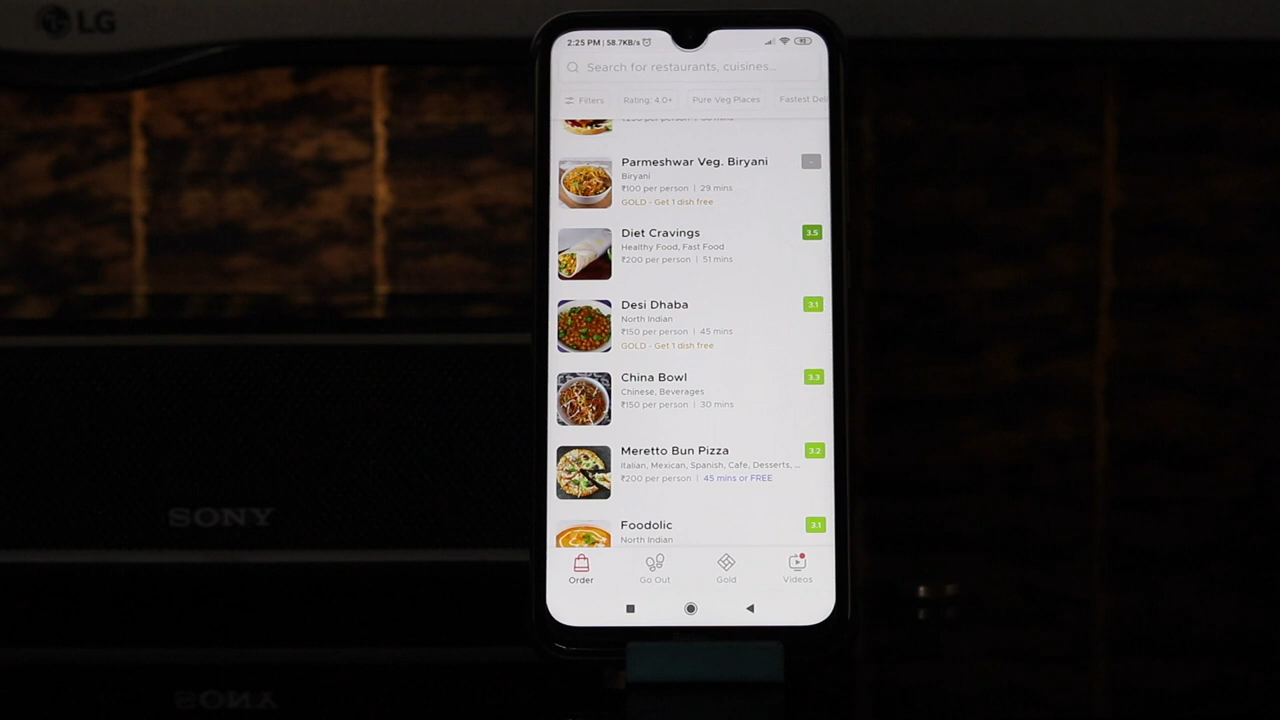 LG
2:25 PM | 58.7KB/s
Search for restaurants, cuisines...
Filters
Rating: 4.0+
Pure Veg Places
Fastest Deli
Parmeshwar Veg. Biryani
-
Biryani
₹100 per person | 29 mins
GOLD - Get 1 dish free
Diet Cravings
3.5
Healthy Food, Fast Food
₹200 per person | 51 mins
Desi Dhaba
3.1
North Indian
₹150 per person | 45 mins
GOLD - Get 1 dish free
China Bowl
3.3
Chinese, Beverages
₹150 per person | 30 mins
Meretto Bun Pizza
3.2
Italian, Mexican, Spanish, Cafe, Desserts, ...
₹200 per person | 45 mins or FREE
Foodolic
3.1
North Indian
Order
Go Out
Gold
Videos
SONY
SONY